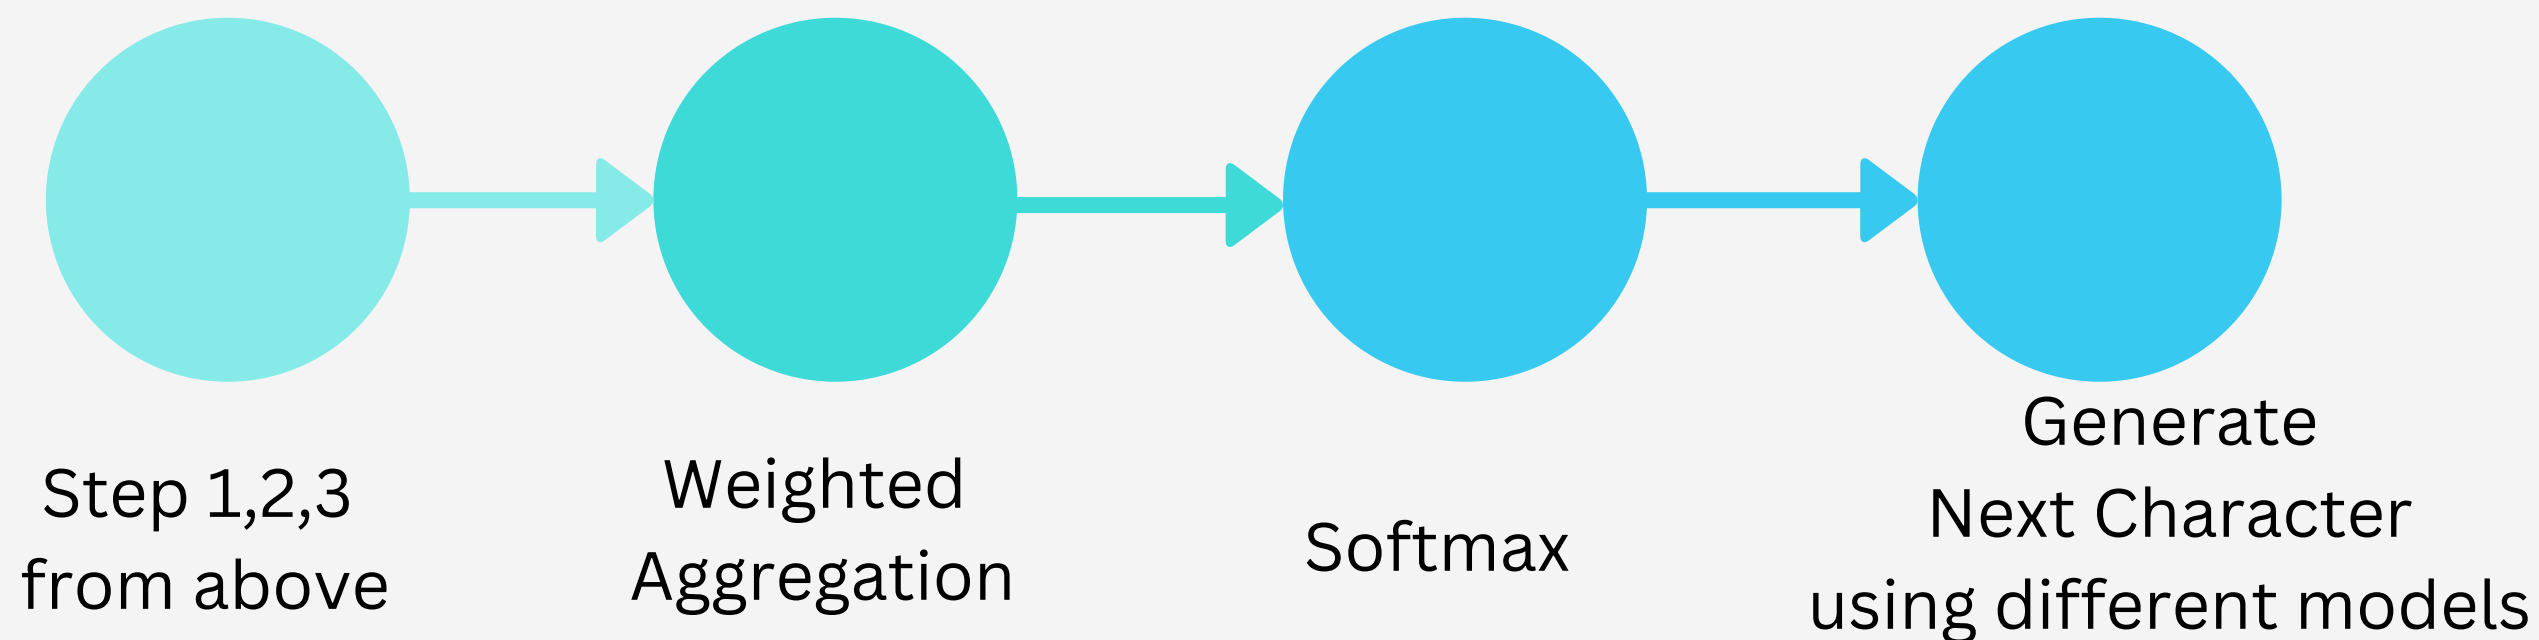 Step 1,2,3
from above
Weighted
Aggregation
Softmax
Generate
Next Character
using different models